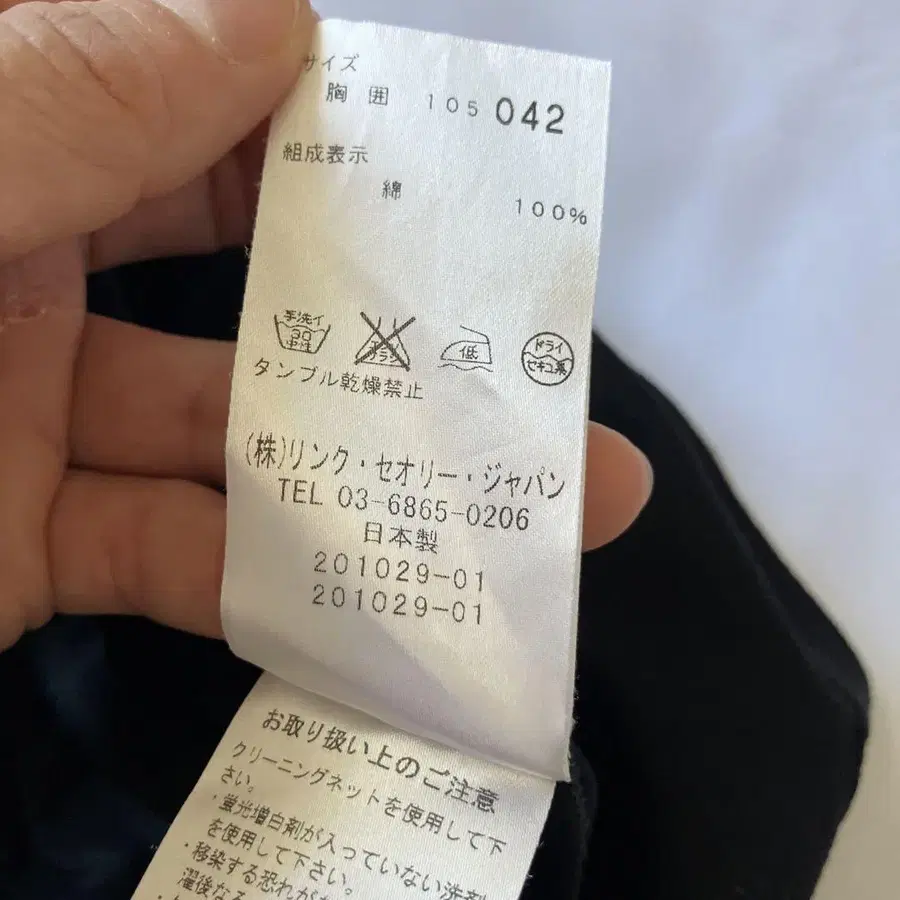 サイズ
胸囲 105 042
組成表示
綿 100%
手洗イ 30 中性 低 ドライ セキユ系
タンブル乾燥禁止
(株)リンク・セオリー・ジャパン
TEL 03-6865-0206
日本製
201029-01
201029-01
お取り扱い上のご注意
クリーニングネットを使用して下
さい。
・蛍光増白剤が入っていない洗剤
を使用して下さい。
・移染する恐れが
濯後な